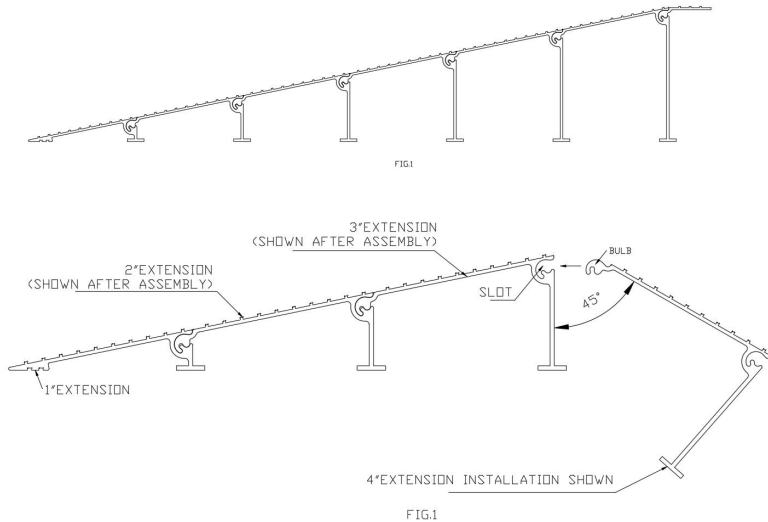 FIG.1
3"EXTENSION
(SHOWN AFTER ASSEMBLY)
2"EXTENSION
(SHOWN AFTER ASSEMBLY)
BULB
SLOT
45°
1"EXTENSION
4"EXTENSION INSTALLATION SHOWN
FIG.1